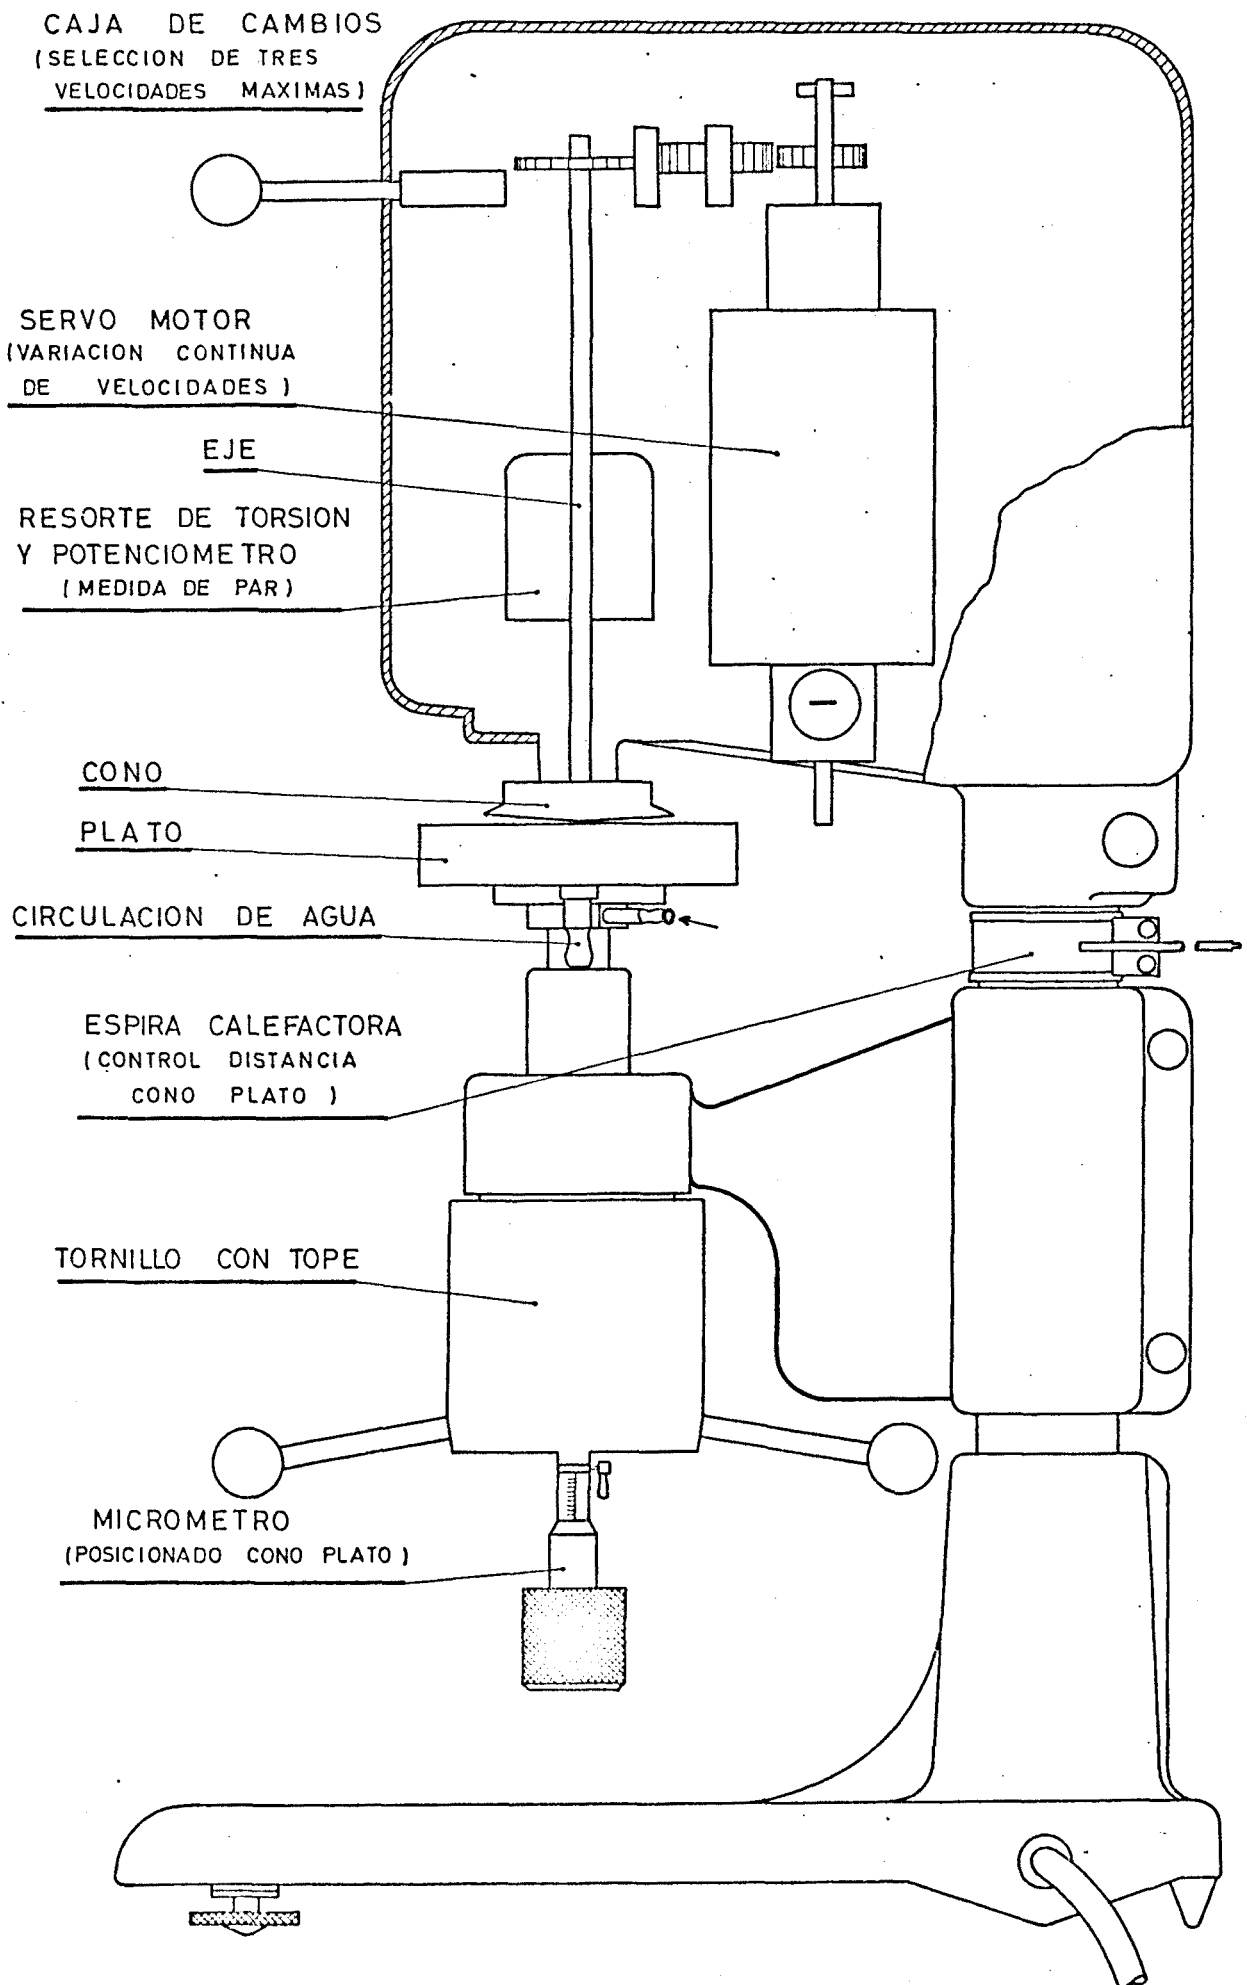 CAJA DE CAMBIOS
(SELECCION DE TRES
VELOCIDADES MAXIMAS)
SERVO MOTOR
(VARIACION CONTINUA
DE VELOCIDADES)
EJE
RESORTE DE TORSION
Y POTENCIOMETRO
(MEDIDA DE PAR)
CONO
PLATO
CIRCULACION DE AGUA
ESPIRA CALEFACTORA
(CONTROL DISTANCIA
CONO PLATO)
TORNILLO CON TOPE
MICROMETRO
(POSICIONADO CONO PLATO)